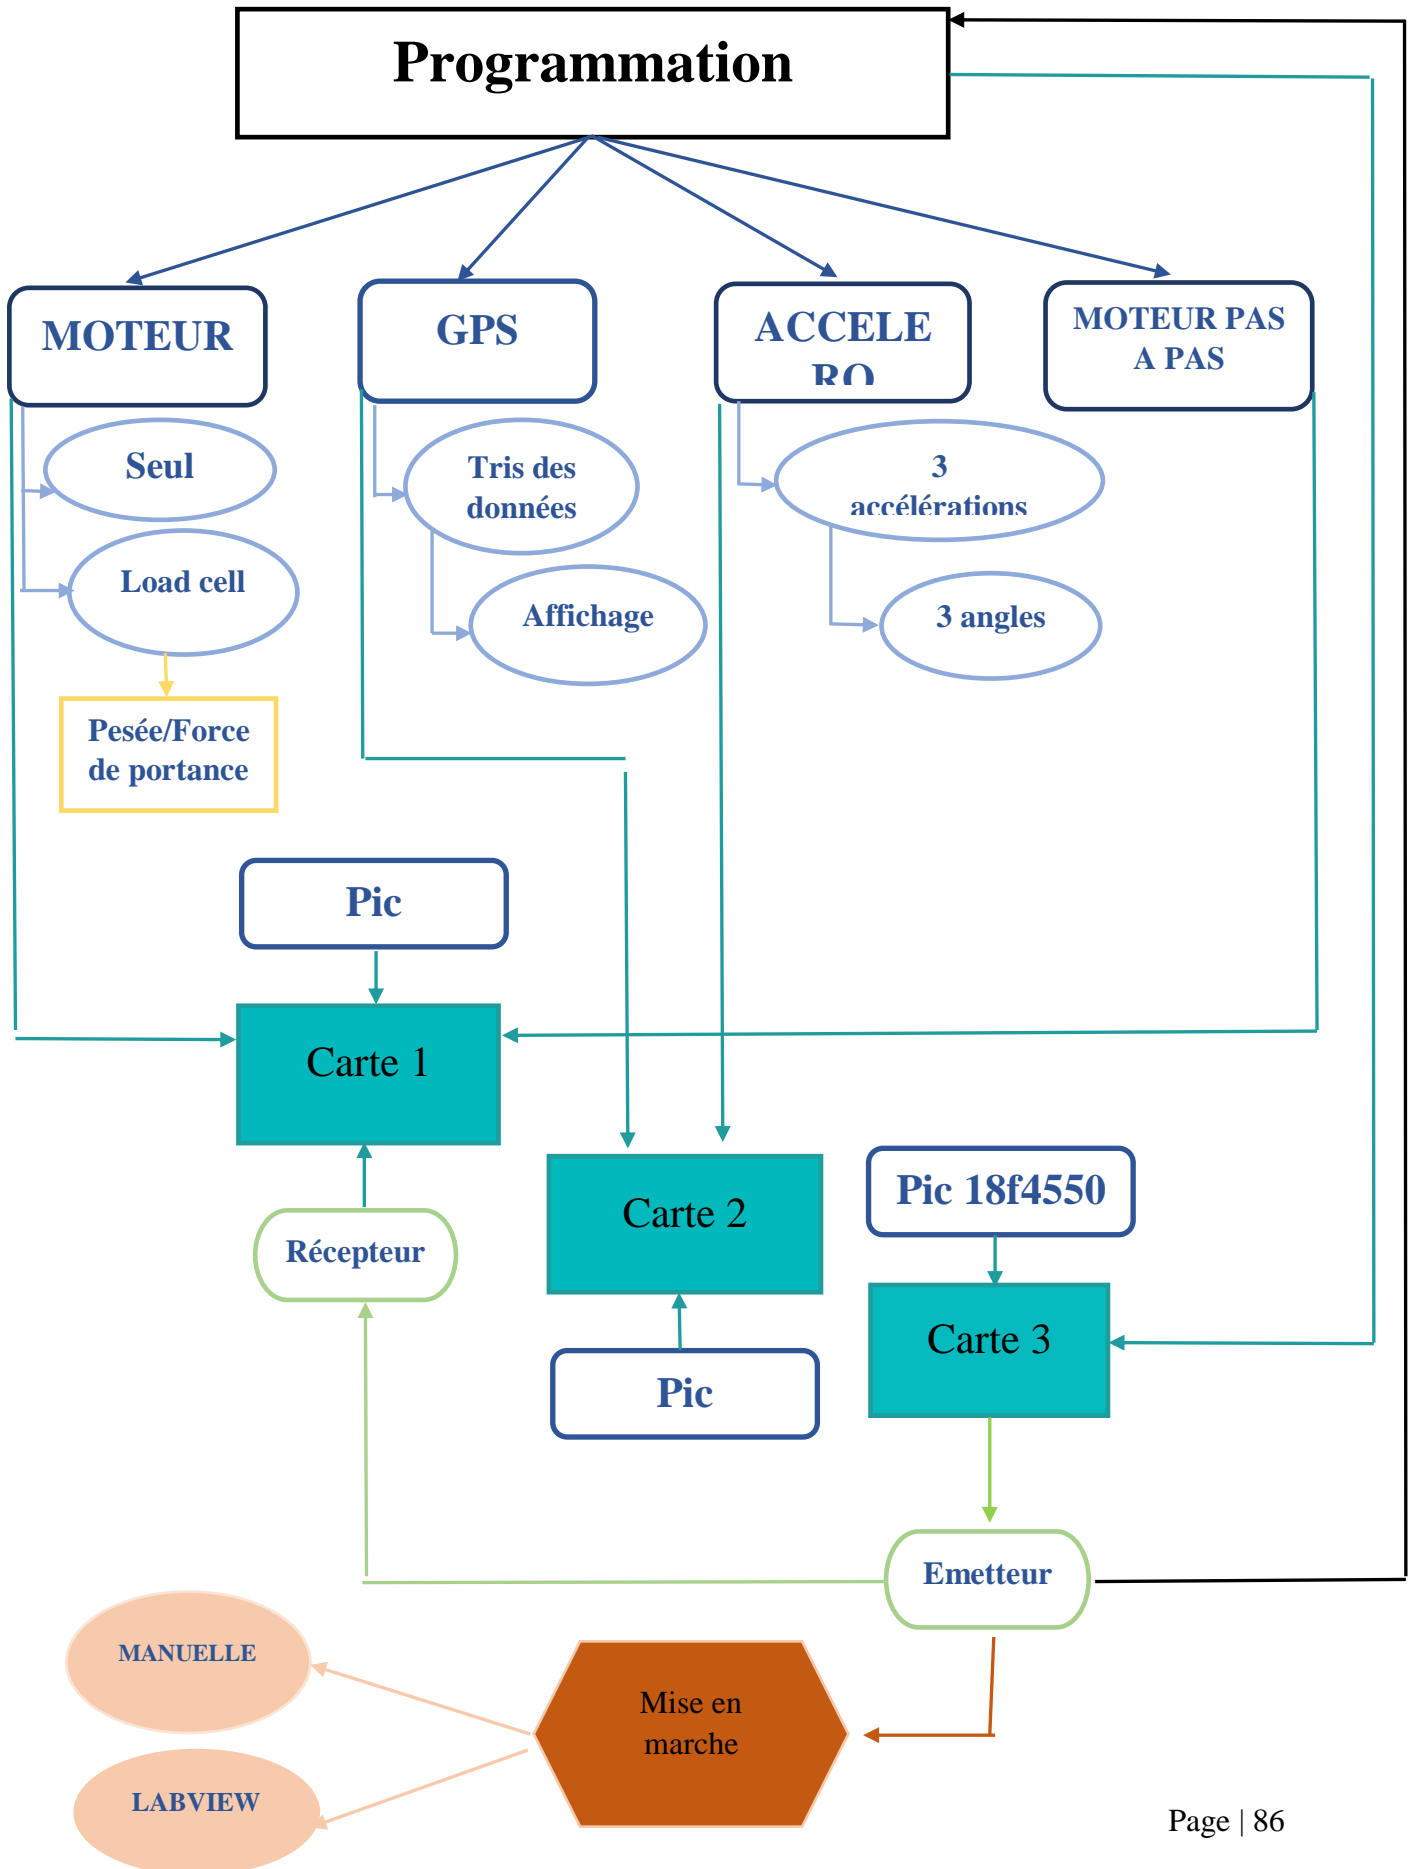 Programmation
MOTEUR
GPS
ACCELE
RO
MOTEUR PAS
A PAS
Seul
Load cell
Pesée/Force
de portance
Tris des
données
Affichage
3
accélérations
3 angles
Pic
Carte 1
Récepteur
Carte 2
Pic
Pic 18f4550
Carte 3
Emetteur
Mise en
marche
MANUELLE
LABVIEW
Page | 86